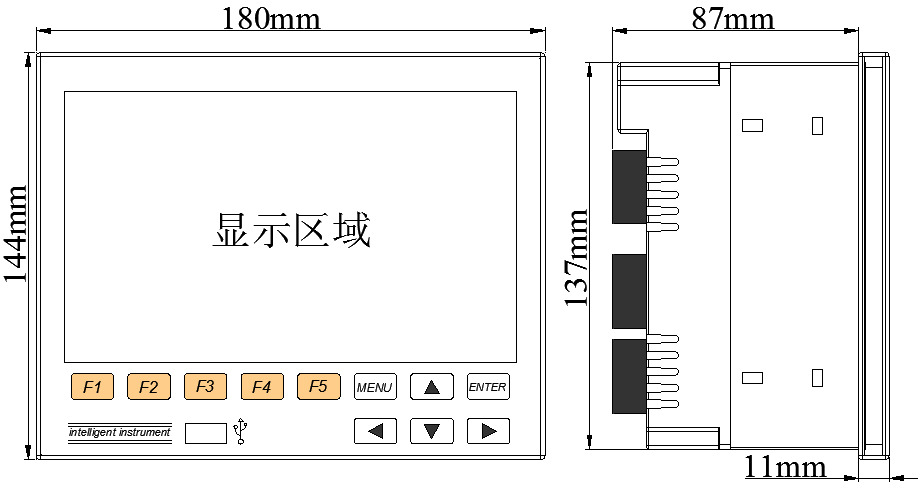 180mm
87mm
144mm
显示区域
137mm
F1 F2 F3 F4 F5 MENU ENTER
intelligent instrument
11mm